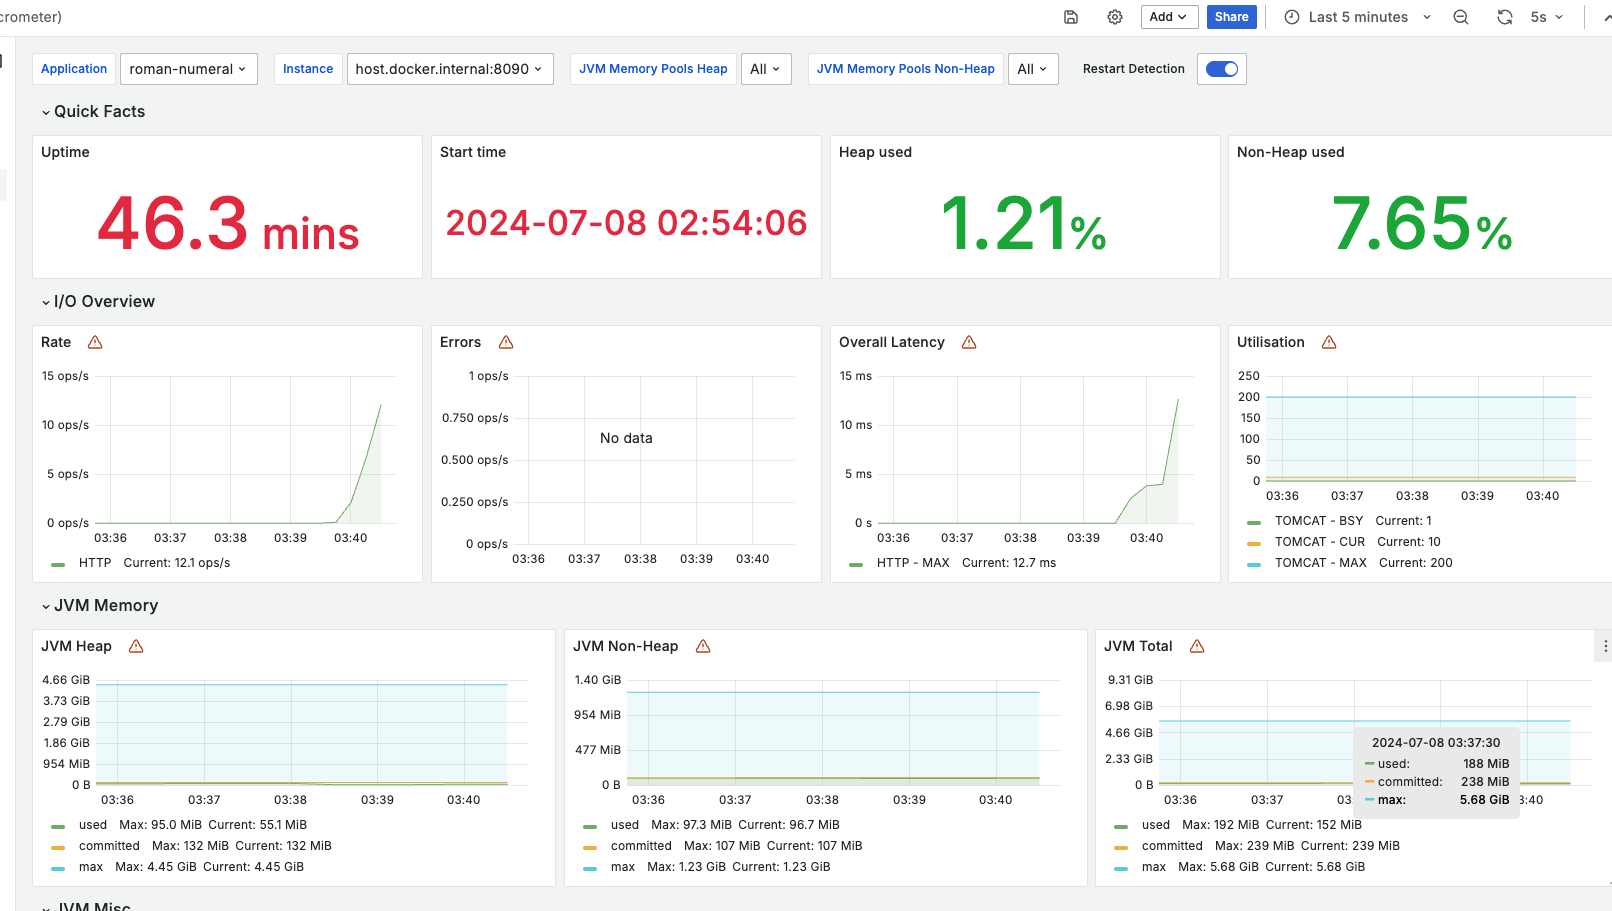 crometer)
Add
Share
Last 5 minutes
5s
Application
roman-numeral
Instance
host.docker.internal:8090
JVM Memory Pools Heap
All
JVM Memory Pools Non-Heap
All
Restart Detection
Quick Facts
Uptime
46.3 mins
Start time
2024-07-08 02:54:06
Heap used
1.21%
Non-Heap used
7.65%
I/O Overview
Rate
15 ops/s
10 ops/s
5 ops/s
0 ops/s
03:36 03:37 03:38 03:39 03:40
HTTP Current: 12.1 ops/s
Errors
1 ops/s
0.750 ops/s
0.500 ops/s
0.250 ops/s
0 ops/s
No data
03:36 03:37 03:38 03:39 03:40
Overall Latency
15 ms
10 ms
5 ms
0 s
03:36 03:37 03:38 03:39 03:40
HTTP - MAX Current: 12.7 ms
Utilisation
250
200
150
100
50
0
03:36 03:37 03:38 03:39 03:40
TOMCAT - BSY Current: 1
TOMCAT - CUR Current: 10
TOMCAT - MAX Current: 200
JVM Memory
JVM Heap
4.66 GiB
3.73 GiB
2.79 GiB
1.86 GiB
954 MiB
0 B
03:36 03:37 03:38 03:39 03:40
used Max: 95.0 MiB Current: 55.1 MiB
committed Max: 132 MiB Current: 132 MiB
max Max: 4.45 GiB Current: 4.45 GiB
JVM Non-Heap
1.40 GiB
954 MiB
477 MiB
0 B
03:36 03:37 03:38 03:39 03:40
used Max: 97.3 MiB Current: 96.7 MiB
committed Max: 107 MiB Current: 107 MiB
max Max: 1.23 GiB Current: 1.23 GiB
JVM Total
9.31 GiB
6.98 GiB
4.66 GiB
2.33 GiB
0 B
2024-07-08 03:37:30
used: 188 MiB
committed: 238 MiB
max: 5.68 GiB
03:36 03:37 03 3:40
used Max: 192 MiB Current: 152 MiB
committed Max: 239 MiB Current: 239 MiB
max Max: 5.68 GiB Current: 5.68 GiB
JVM Misc